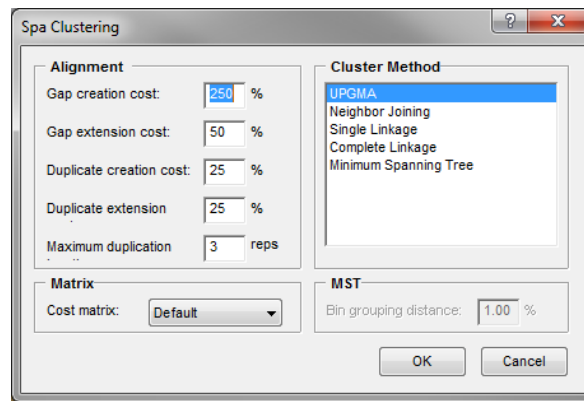 Spa Clustering
?
Alignment
Gap creation cost: 250 %
Gap extension cost: 50 %
Duplicate creation cost: 25 %
Duplicate extension 25 %
Maximum duplication 3 reps
Cluster Method
UPGMA
Neighbor Joining
Single Linkage
Complete Linkage
Minimum Spanning Tree
Matrix
Cost matrix: Default
MST
Bin grouping distance: 1.00 %
OK Cancel